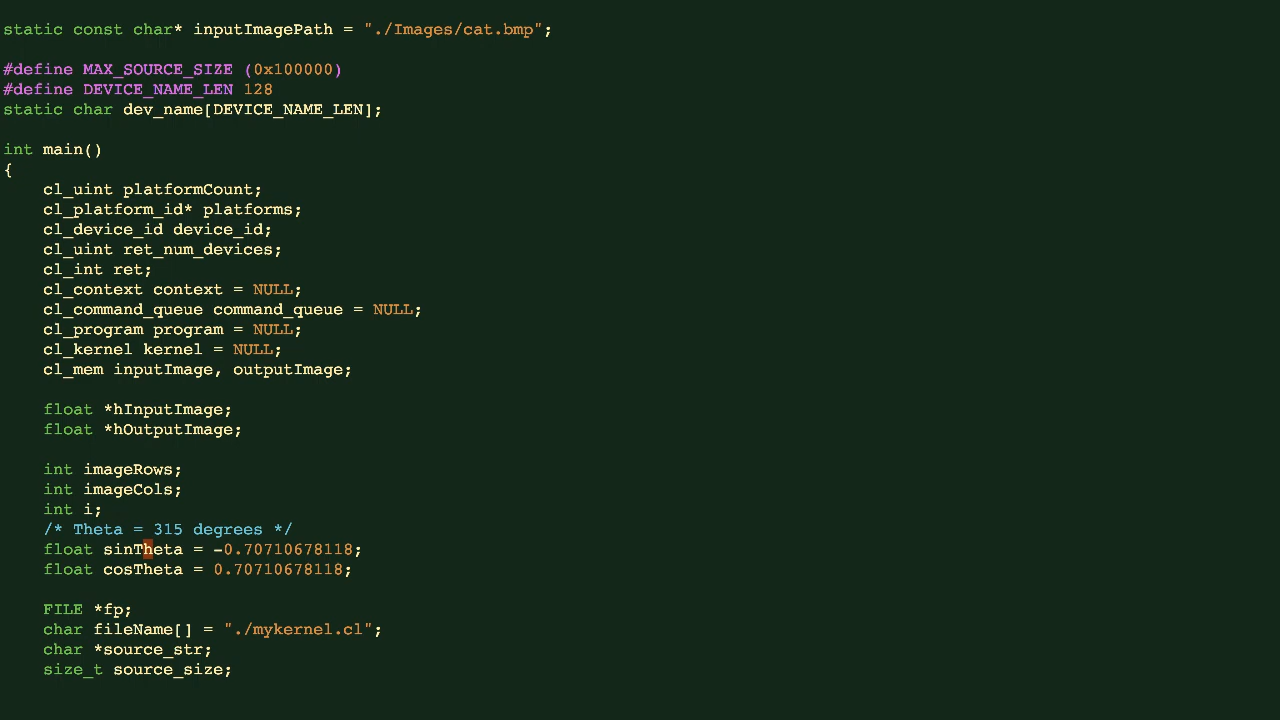 static const char* inputImagePath = "./Images/cat.bmp";
#define MAX_SOURCE_SIZE (0x100000)
#define DEVICE_NAME_LEN 128
static char dev_name[DEVICE_NAME_LEN];
int main()
{
    cl_uint platformCount;
    cl_platform_id* platforms;
    cl_device_id device_id;
    cl_uint ret_num_devices;
    cl_int ret;
    cl_context context = NULL;
    cl_command_queue command_queue = NULL;
    cl_program program = NULL;
    cl_kernel kernel = NULL;
    cl_mem inputImage, outputImage;
    float *hInputImage;
    float *hOutputImage;
    int imageRows;
    int imageCols;
    int i;
    /* Theta = 315 degrees */
    float sinTheta = -0.70710678118;
    float cosTheta = 0.70710678118;
    FILE *fp;
    char fileName[] = "./mykernel.cl";
    char *source_str;
    size_t source_size;